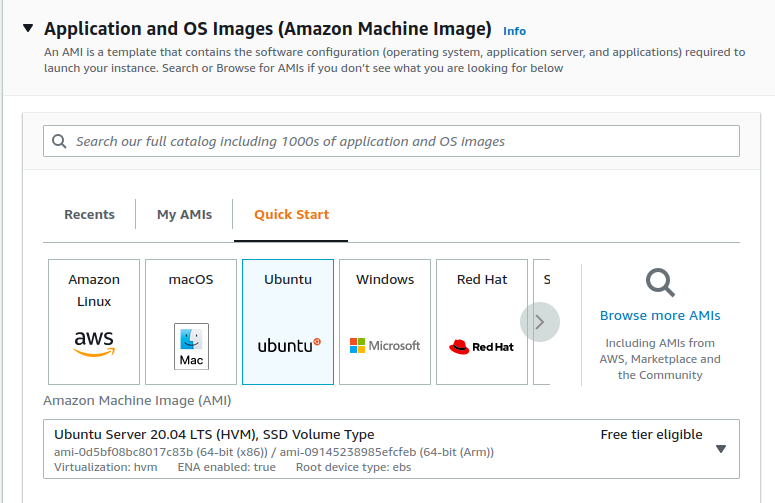 Application and OS Images (Amazon Machine Image) Info
An AMI is a template that contains the software configuration (operating system, application server, and applications) required to
launch your instance. Search or Browse for AMIs if you don't see what you are looking for below
Search our full catalog including 1000s of application and OS images
Recents
My AMIs
Quick Start
Amazon
Linux
aws
macOS
Mac
Ubuntu
ubuntu
Windows
Microsoft
Red Hat
Red Hat
S
Browse more AMIs
Including AMIs from
AWS, Marketplace and
the Community
Amazon Machine Image (AMI)
Ubuntu Server 20.04 LTS (HVM), SSD Volume Type
Free tier eligible
ami-0d5bf08bc8017c83b (64-bit (x86)) / ami-09145238985efcfeb (64-bit (Arm))
Virtualization: hvm ENA enabled: true Root device type: ebs